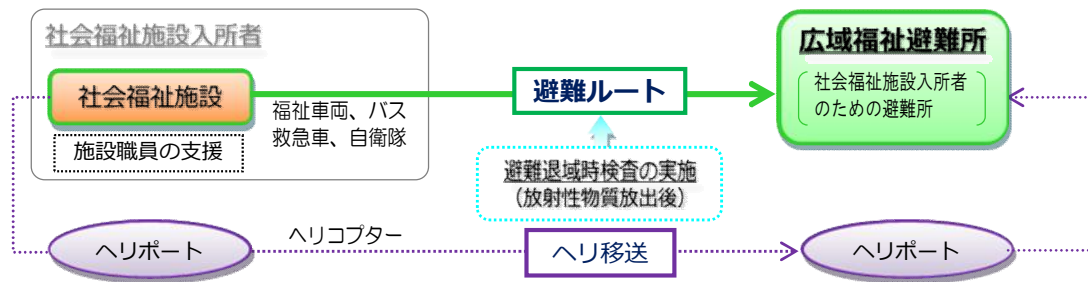 社会福祉施設入所者
社会福祉施設
施設職員の支援
福祉車両、バス
救急車、自衛隊
避難ルート
避難退域時検査の実施
（放射性物質放出後）
広域福祉避難所
社会福祉施設入所者
のための避難所
ヘリポート
ヘリコプター
ヘリ移送
ヘリポート